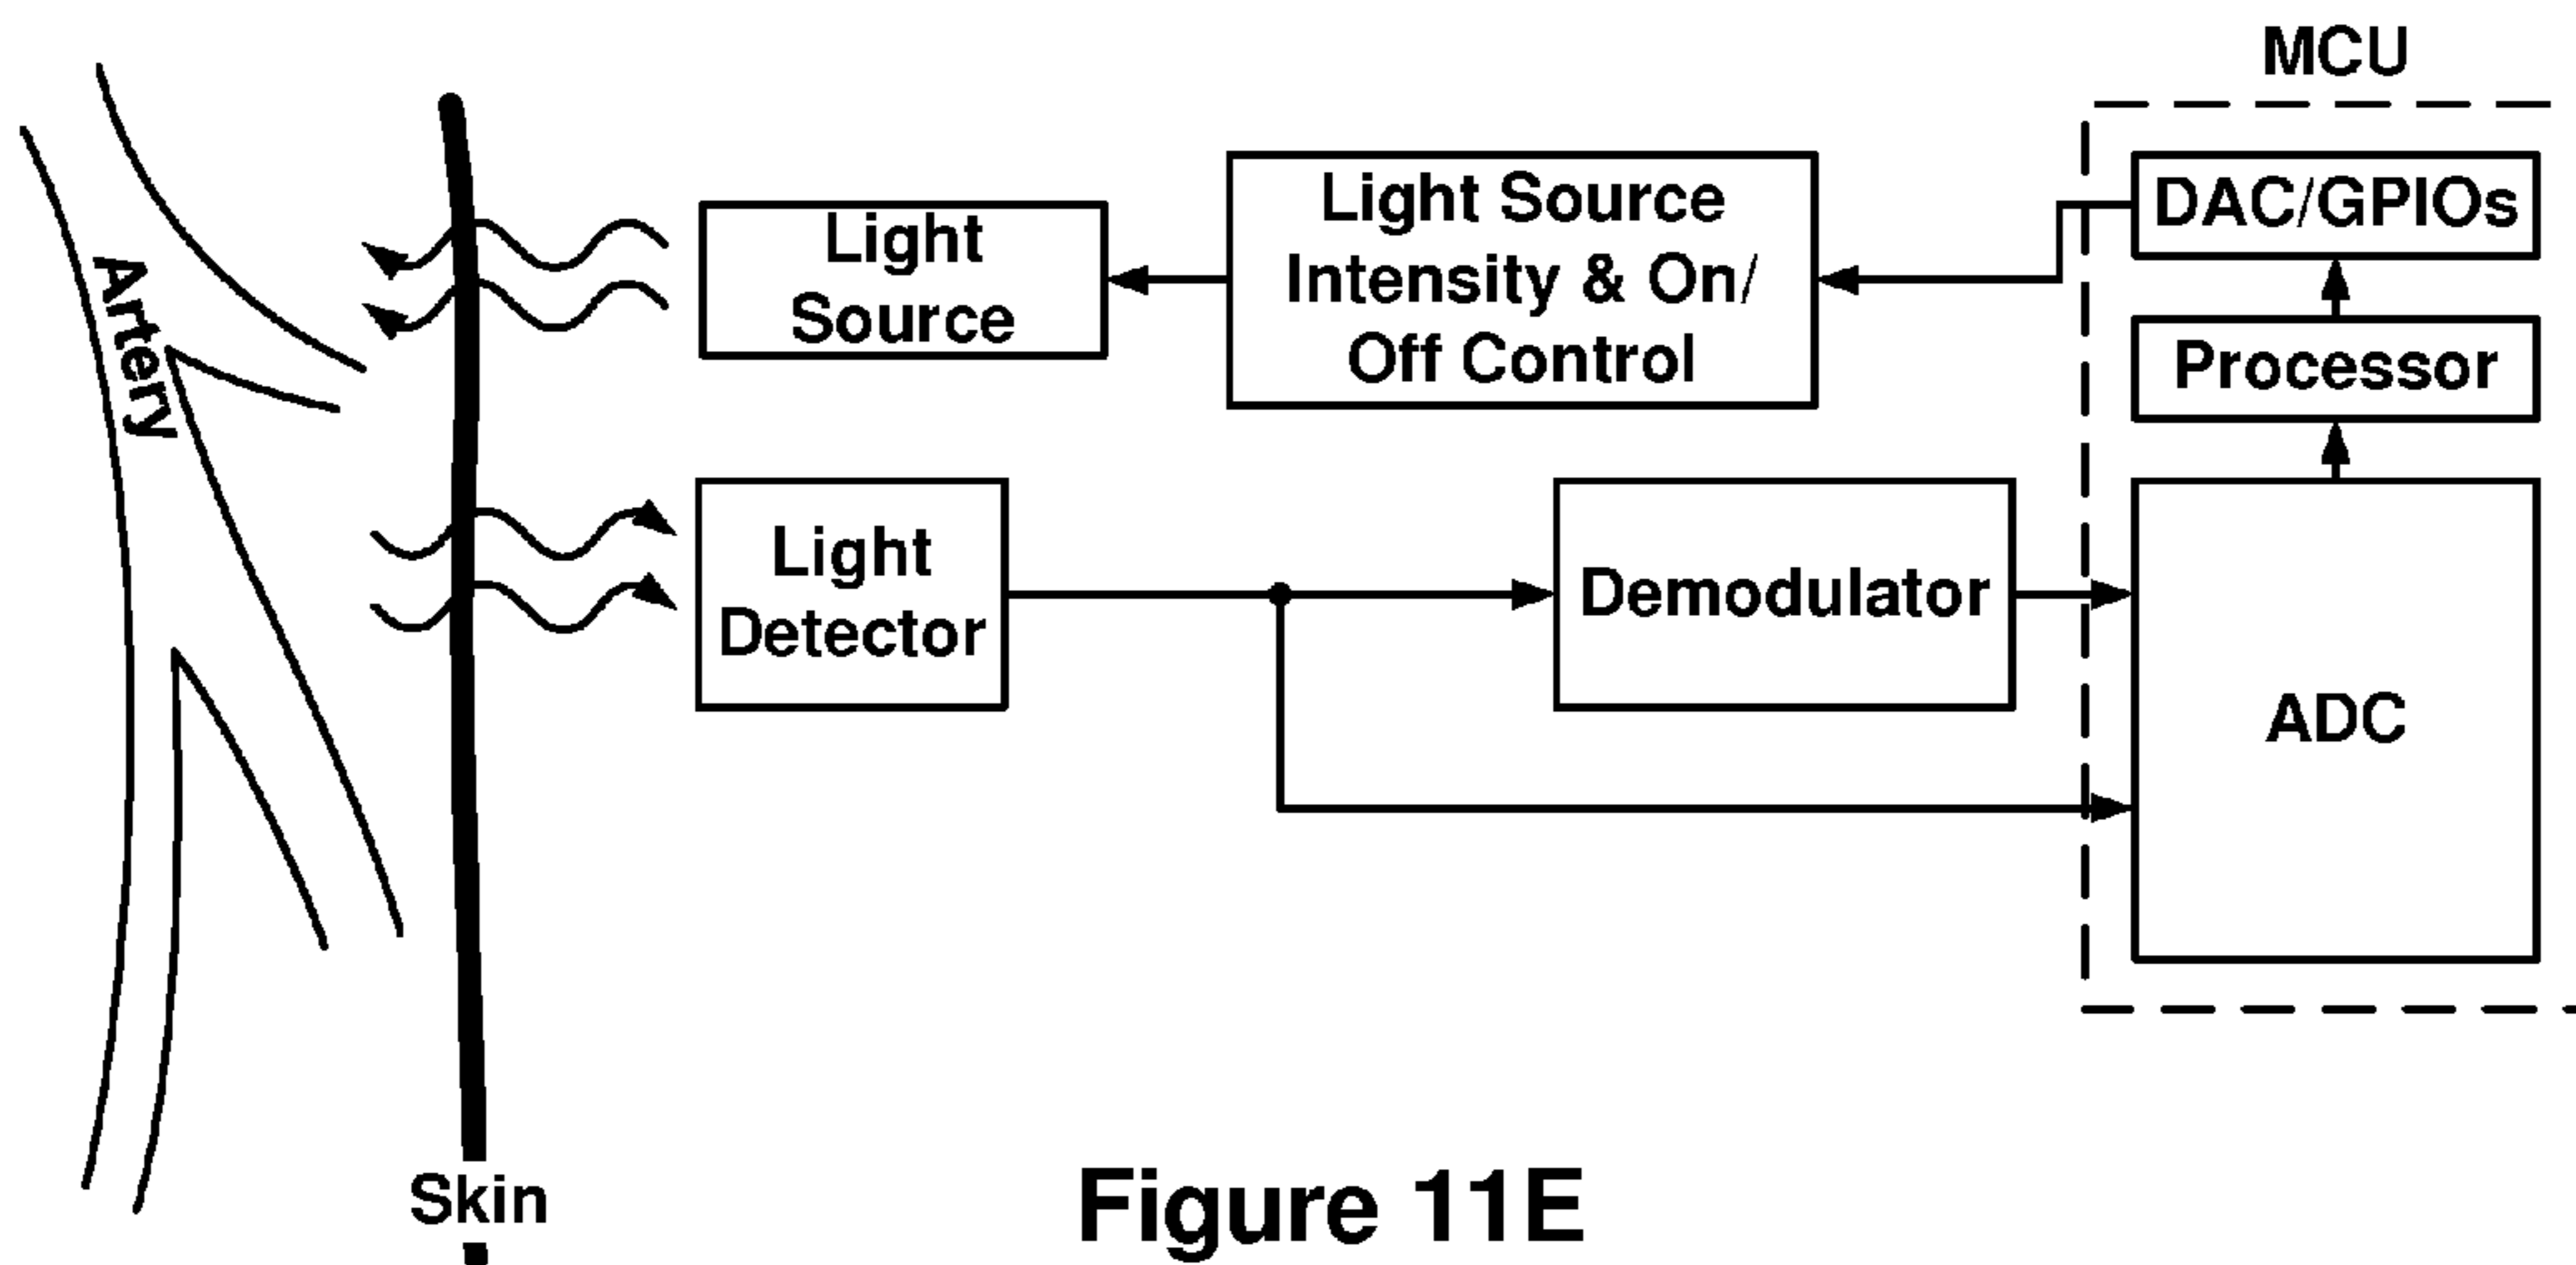 MCU
Light Source
Intensity & On/
Off Control
DAC/GPIOs
Light
Source
Artery
Processor
Light
Detector
Demodulator
ADC
Skin
Figure 11E